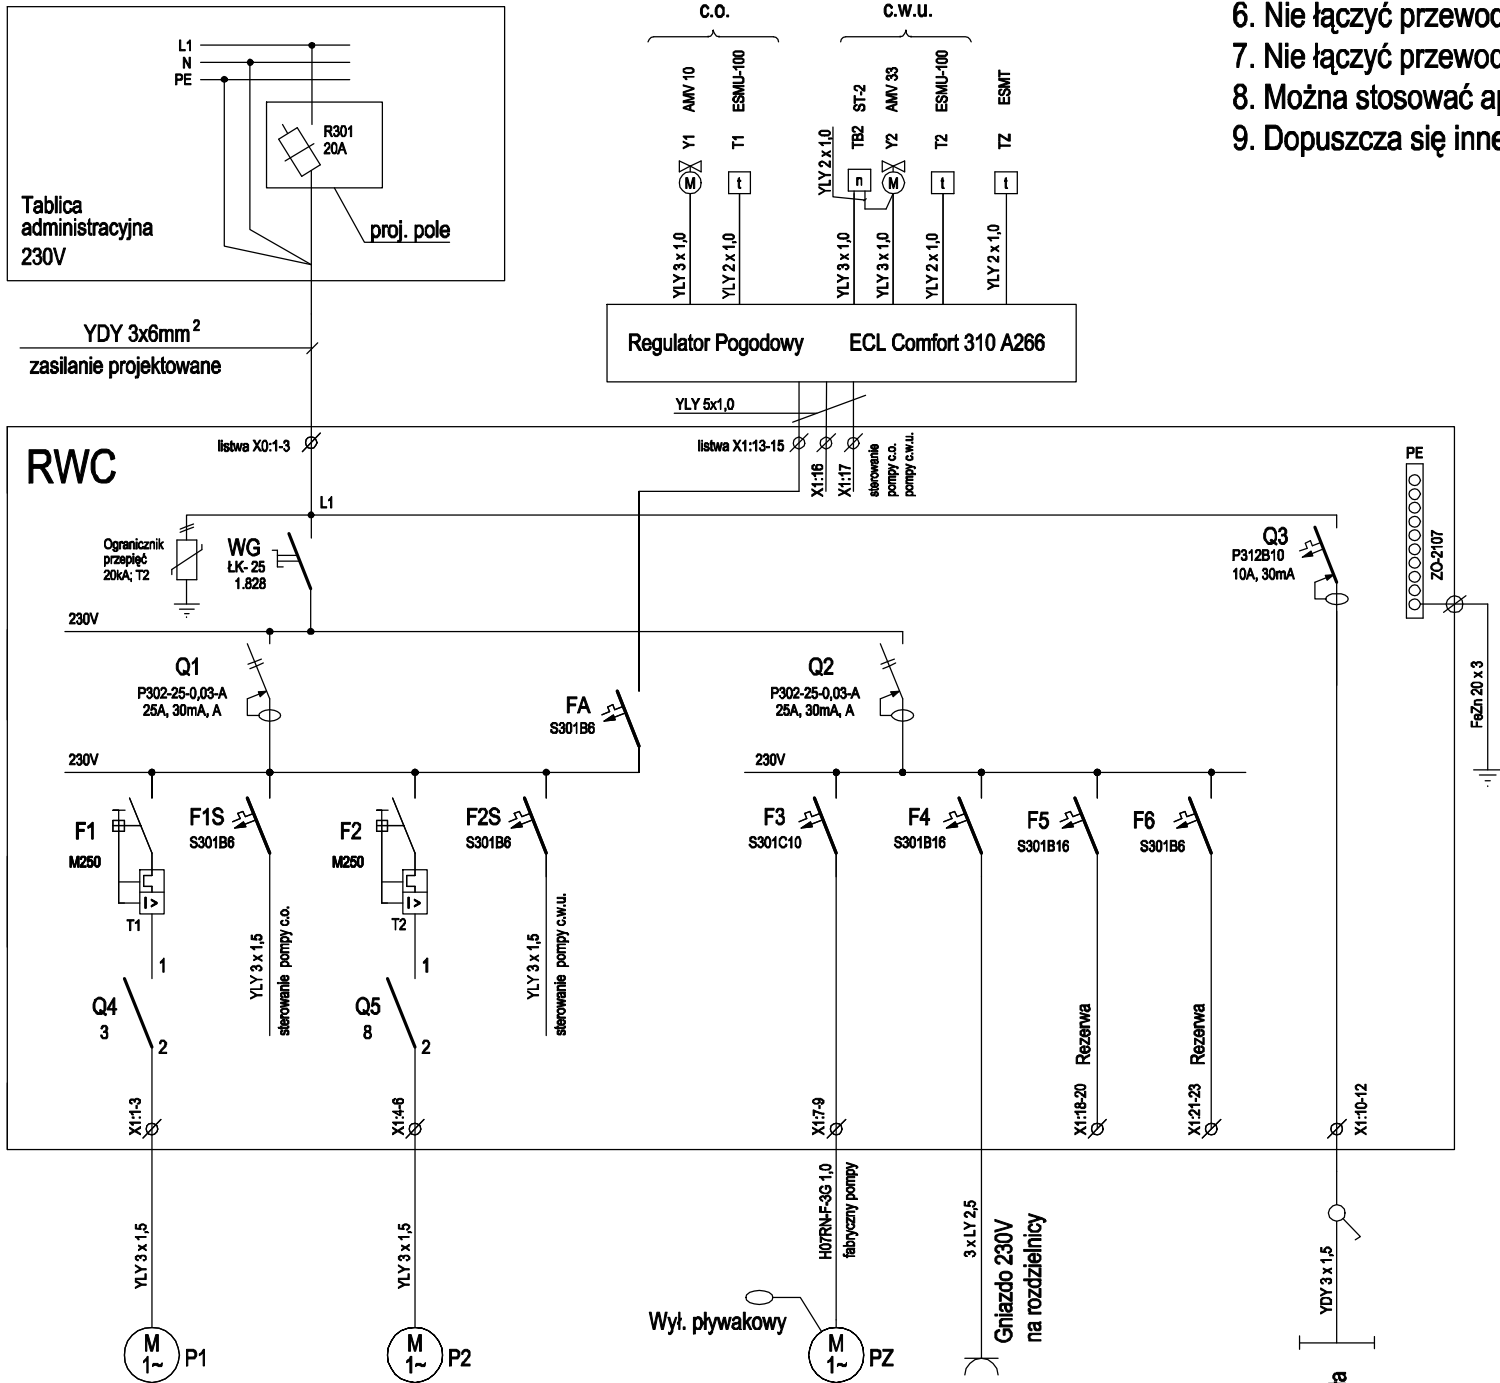 L1
N
PE
R301
20A
Tablica
administracyjna
230V
proj. pole
YDY 3x6mm²
zasilanie projektowane
c.o.
c.w.u.
Y1 AMV 10
T1 ESMU-100
TB2 ST-2
Y2 AMV 33
T2 ESMU-100
TZ ESMT
YLY 2 x 1,0
M
t
n
M
t
t
YLY 3 x 1,0
YLY 2 x 1,0
YLY 3 x 1,0
YLY 3 x 1,0
YLY 2 x 1,0
YLY 2 x 1,0
Regulator Pogodowy
ECL Comfort 310 A266
6. Nie łączyć przewod
7. Nie łączyć przewod
8. Można stosować ap
9. Dopuszcza się inne
YLY 5x1,0
RWC
listwa X0:1-3
listwa X1:13-15
X1:16
X1:17
sterowanie
pompy c.o.
pompy c.w.u.
PE
ZO-2107
FeZn 20 x 3
L1
Ogranicznik
przepięć
20kA; T2
WG
ŁK- 25
1.828
Q3
P312B10
10A, 30mA
230V
Q1
P302-25-0,03-A
25A, 30mA, A
FA
S301B6
Q2
P302-25-0,03-A
25A, 30mA, A
230V
230V
F1
M250
I >
T1
F1S
S301B6
F2
M250
I >
T2
F2S
S301B6
F3
S301C10
F4
S301B16
F5
S301B16
F6
S301B6
YLY 3 x 1,5
sterowanie pompy c.o.
YLY 3 x 1,5
sterowanie pompy c.w.u.
1
Q4
3
2
1
Q5
8
2
Rezerwa
Rezerwa
X1:1-3
X1:4-6
X1:7-9
X1:18-20
X1:21-23
X1:10-12
YLY 3 x 1,5
YLY 3 x 1,5
H07RN-F-3G 1,0
fabryczny pompy
3 x LY 2,5
Gniazdo 230V
na rozdzielnicy
YDY 3 x 1,5
Wył. pływakowy
M
1~
P1
M
1~
P2
M
1~
PZ
a